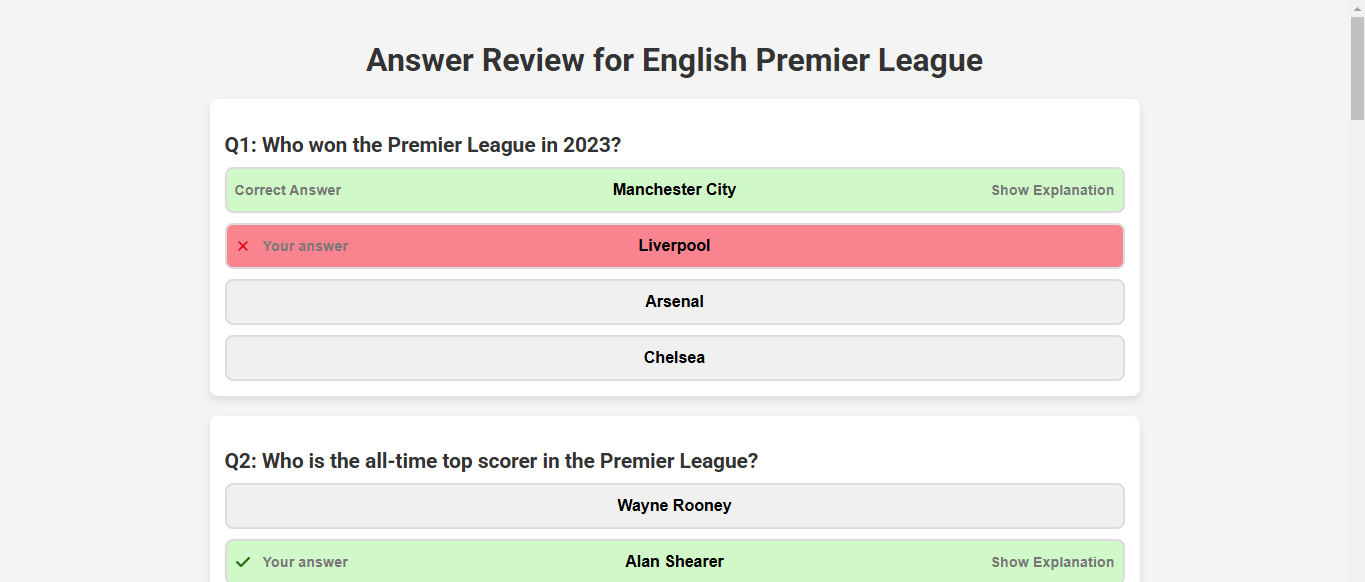 Answer Review for English Premier League
Q1: Who won the Premier League in 2023?
Correct Answer Manchester City Show Explanation
✕ Your answer Liverpool
Arsenal
Chelsea
Q2: Who is the all-time top scorer in the Premier League?
Wayne Rooney
✓ Your answer Alan Shearer Show Explanation